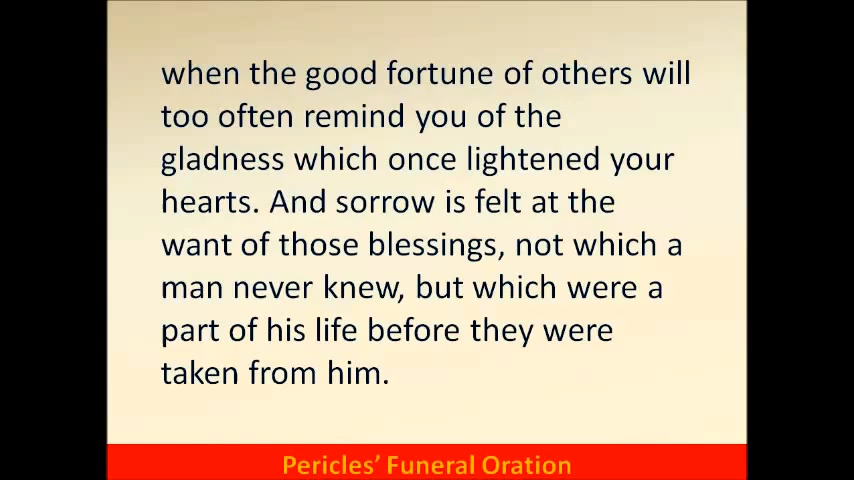 when the good fortune of others will
too often remind you of the
gladness which once lightened your
hearts. And sorrow is felt at the
want of those blessings, not which a
man never knew, but which were a
part of his life before they were
taken from him.
Pericles’ Funeral Oration